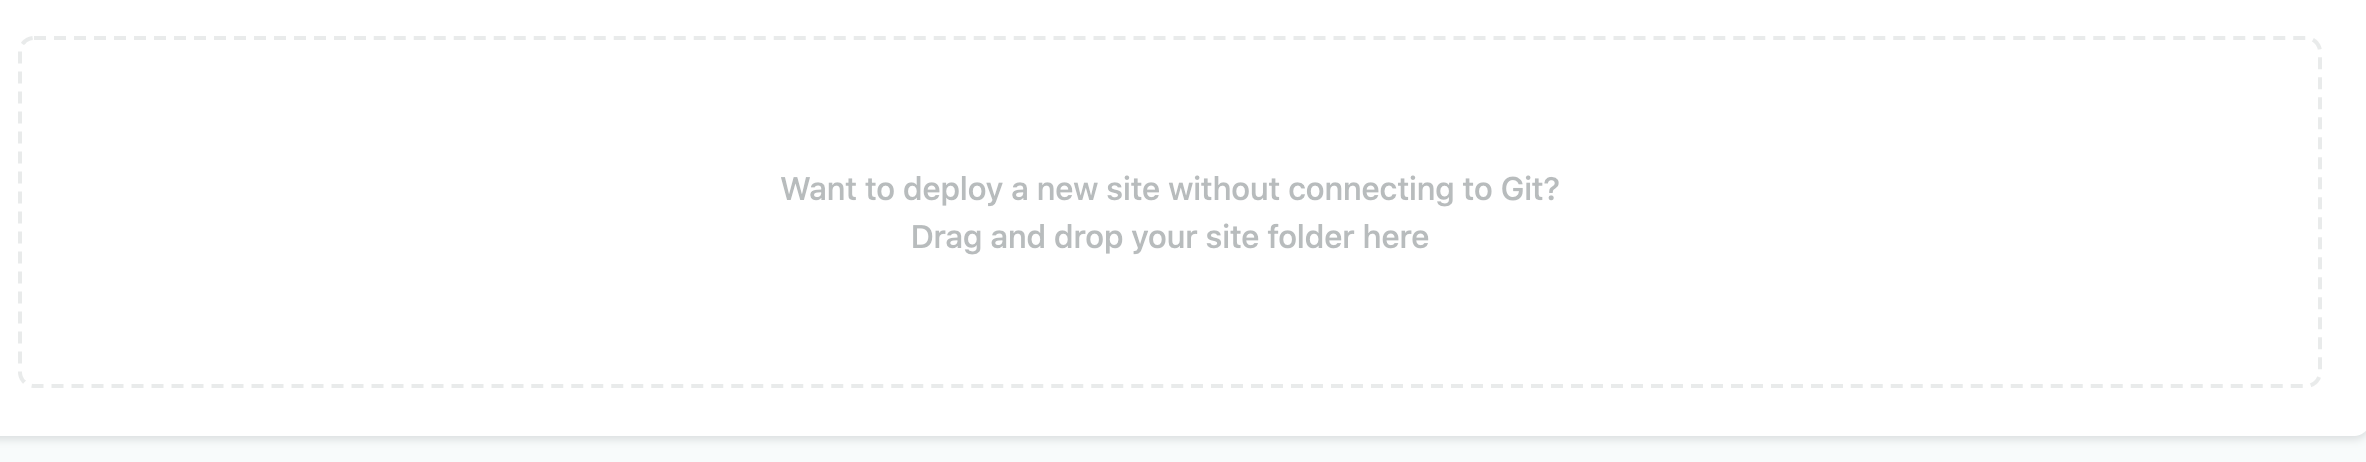 Want to deploy a new site without connecting to Git?
Drag and drop your site folder here